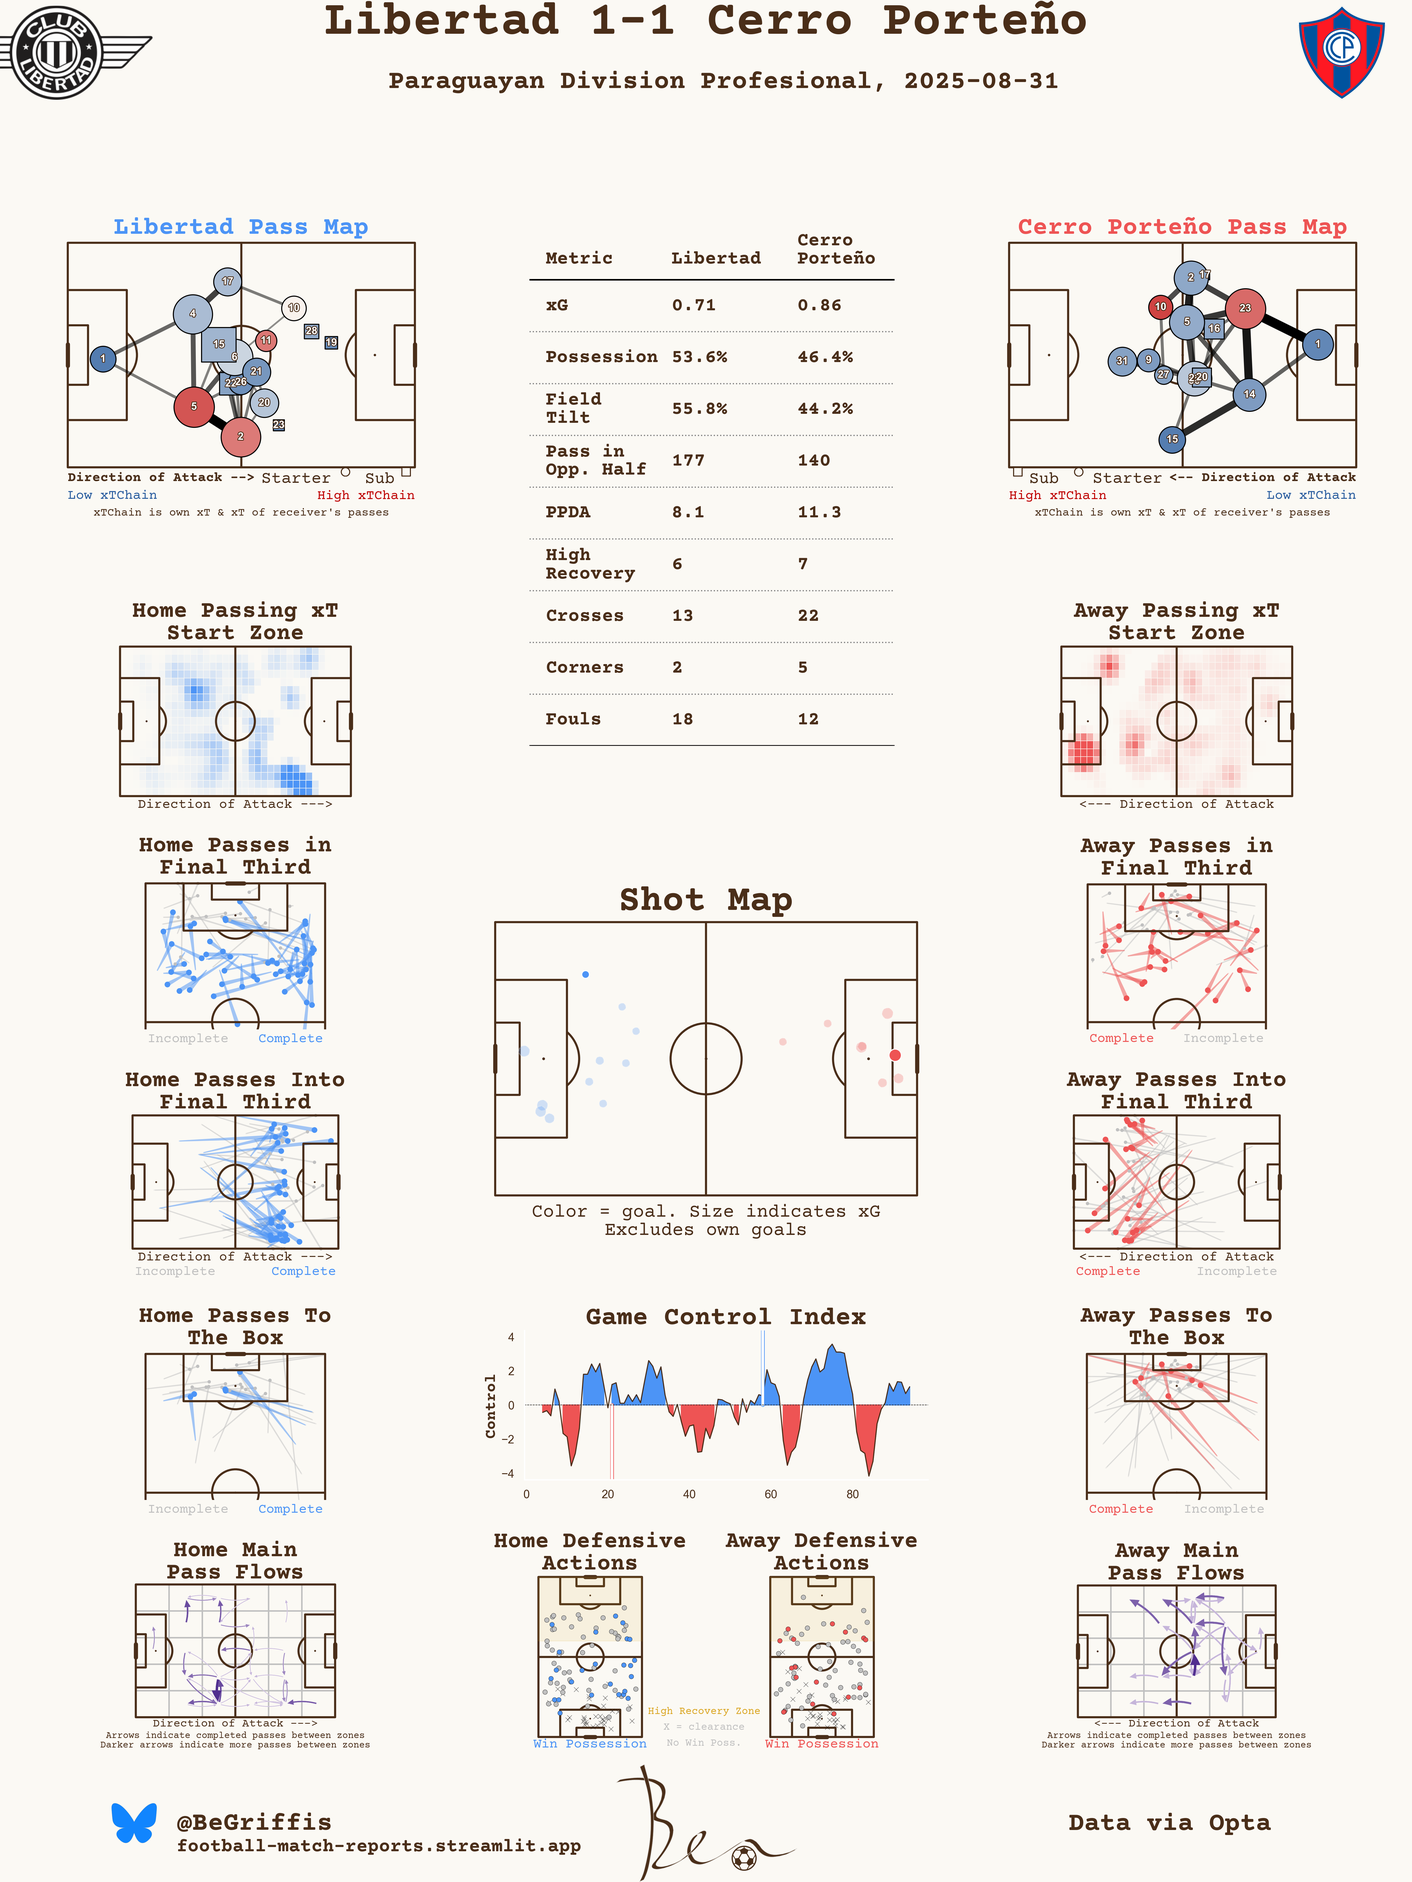 Libertad 1-1 Cerro Porteño
Paraguayan Division Profesional, 2025-08-31
CLUB
LIBERTAD
CCP
Libertad Pass Map
17
4
10
28
19
11
15
6
1
21
22
26
20
5
23
2
Direction of Attack --> Starter Sub
Low xTChain High xTChain
xTChain is own xT & xT of receiver's passes
Metric Libertad Cerro Porteño
xG 0.71 0.86
Possession 53.6% 46.4%
Field Tilt 55.8% 44.2%
Pass in Opp. Half 177 140
PPDA 8.1 11.3
High Recovery 6 7
Crosses 13 22
Corners 2 5
Fouls 18 12
Cerro Porteño Pass Map
2
17
10
23
5
16
1
31
9
27
20
14
15
Sub Starter <-- Direction of Attack
High xTChain Low xTChain
xTChain is own xT & xT of receiver's passes
Home Passing xT
Start Zone
Direction of Attack --->
Away Passing xT
Start Zone
<--- Direction of Attack
Home Passes in
Final Third
Incomplete Complete
Away Passes in
Final Third
Complete Incomplete
Shot Map
Color = goal. Size indicates xG
Excludes own goals
Home Passes Into
Final Third
Direction of Attack --->
Incomplete Complete
Away Passes Into
Final Third
<--- Direction of Attack
Complete Incomplete
Home Passes To
The Box
Incomplete Complete
Game Control Index
Control
4
2
0
−2
−4
0 20 40 60 80
Away Passes To
The Box
Complete Incomplete
Home Main
Pass Flows
Direction of Attack --->
Arrows indicate completed passes between zones
Darker arrows indicate more passes between zones
Home Defensive
Actions
Win Possession
High Recovery Zone
X = clearance
No Win Poss.
Away Defensive
Actions
Win Possession
Away Main
Pass Flows
<--- Direction of Attack
Arrows indicate completed passes between zones
Darker arrows indicate more passes between zones
@BeGriffis
football-match-reports.streamlit.app
Ben
Data via Opta